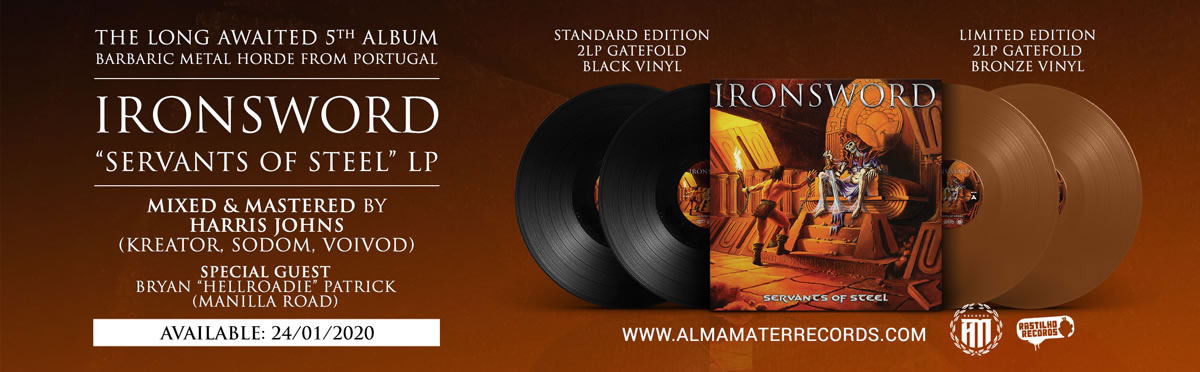 THE LONG AWAITED 5TH ALBUM
BARBARIC METAL HORDE FROM PORTUGAL
IRONSWORD
“SERVANTS OF STEEL” LP
MIXED & MASTERED BY
HARRIS JOHNS
(KREATOR, SODOM, VOIVOD)
SPECIAL GUEST
BRYAN “HELLROADIE” PATRICK
(MANILLA ROAD)
AVAILABLE: 24/01/2020
STANDARD EDITION
2LP GATEFOLD
BLACK VINYL
LIMITED EDITION
2LP GATEFOLD
BRONZE VINYL
IRONSWORD
SERVANTS OF STEEL
A
WWW.ALMAMATERRECORDS.COM
RECORDS
AM
RASTILHO
RECORDS